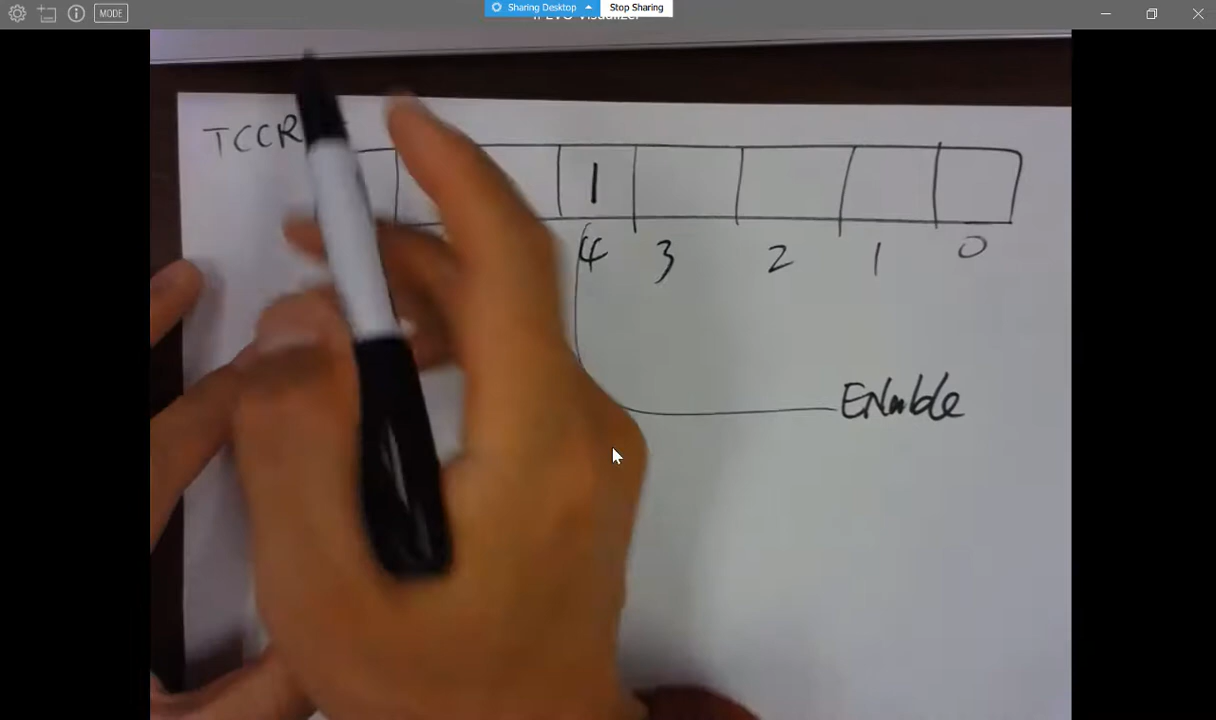 MODE
Sharing Desktop Stop Sharing
TCCR
1
4 3 2 1 0
ENable